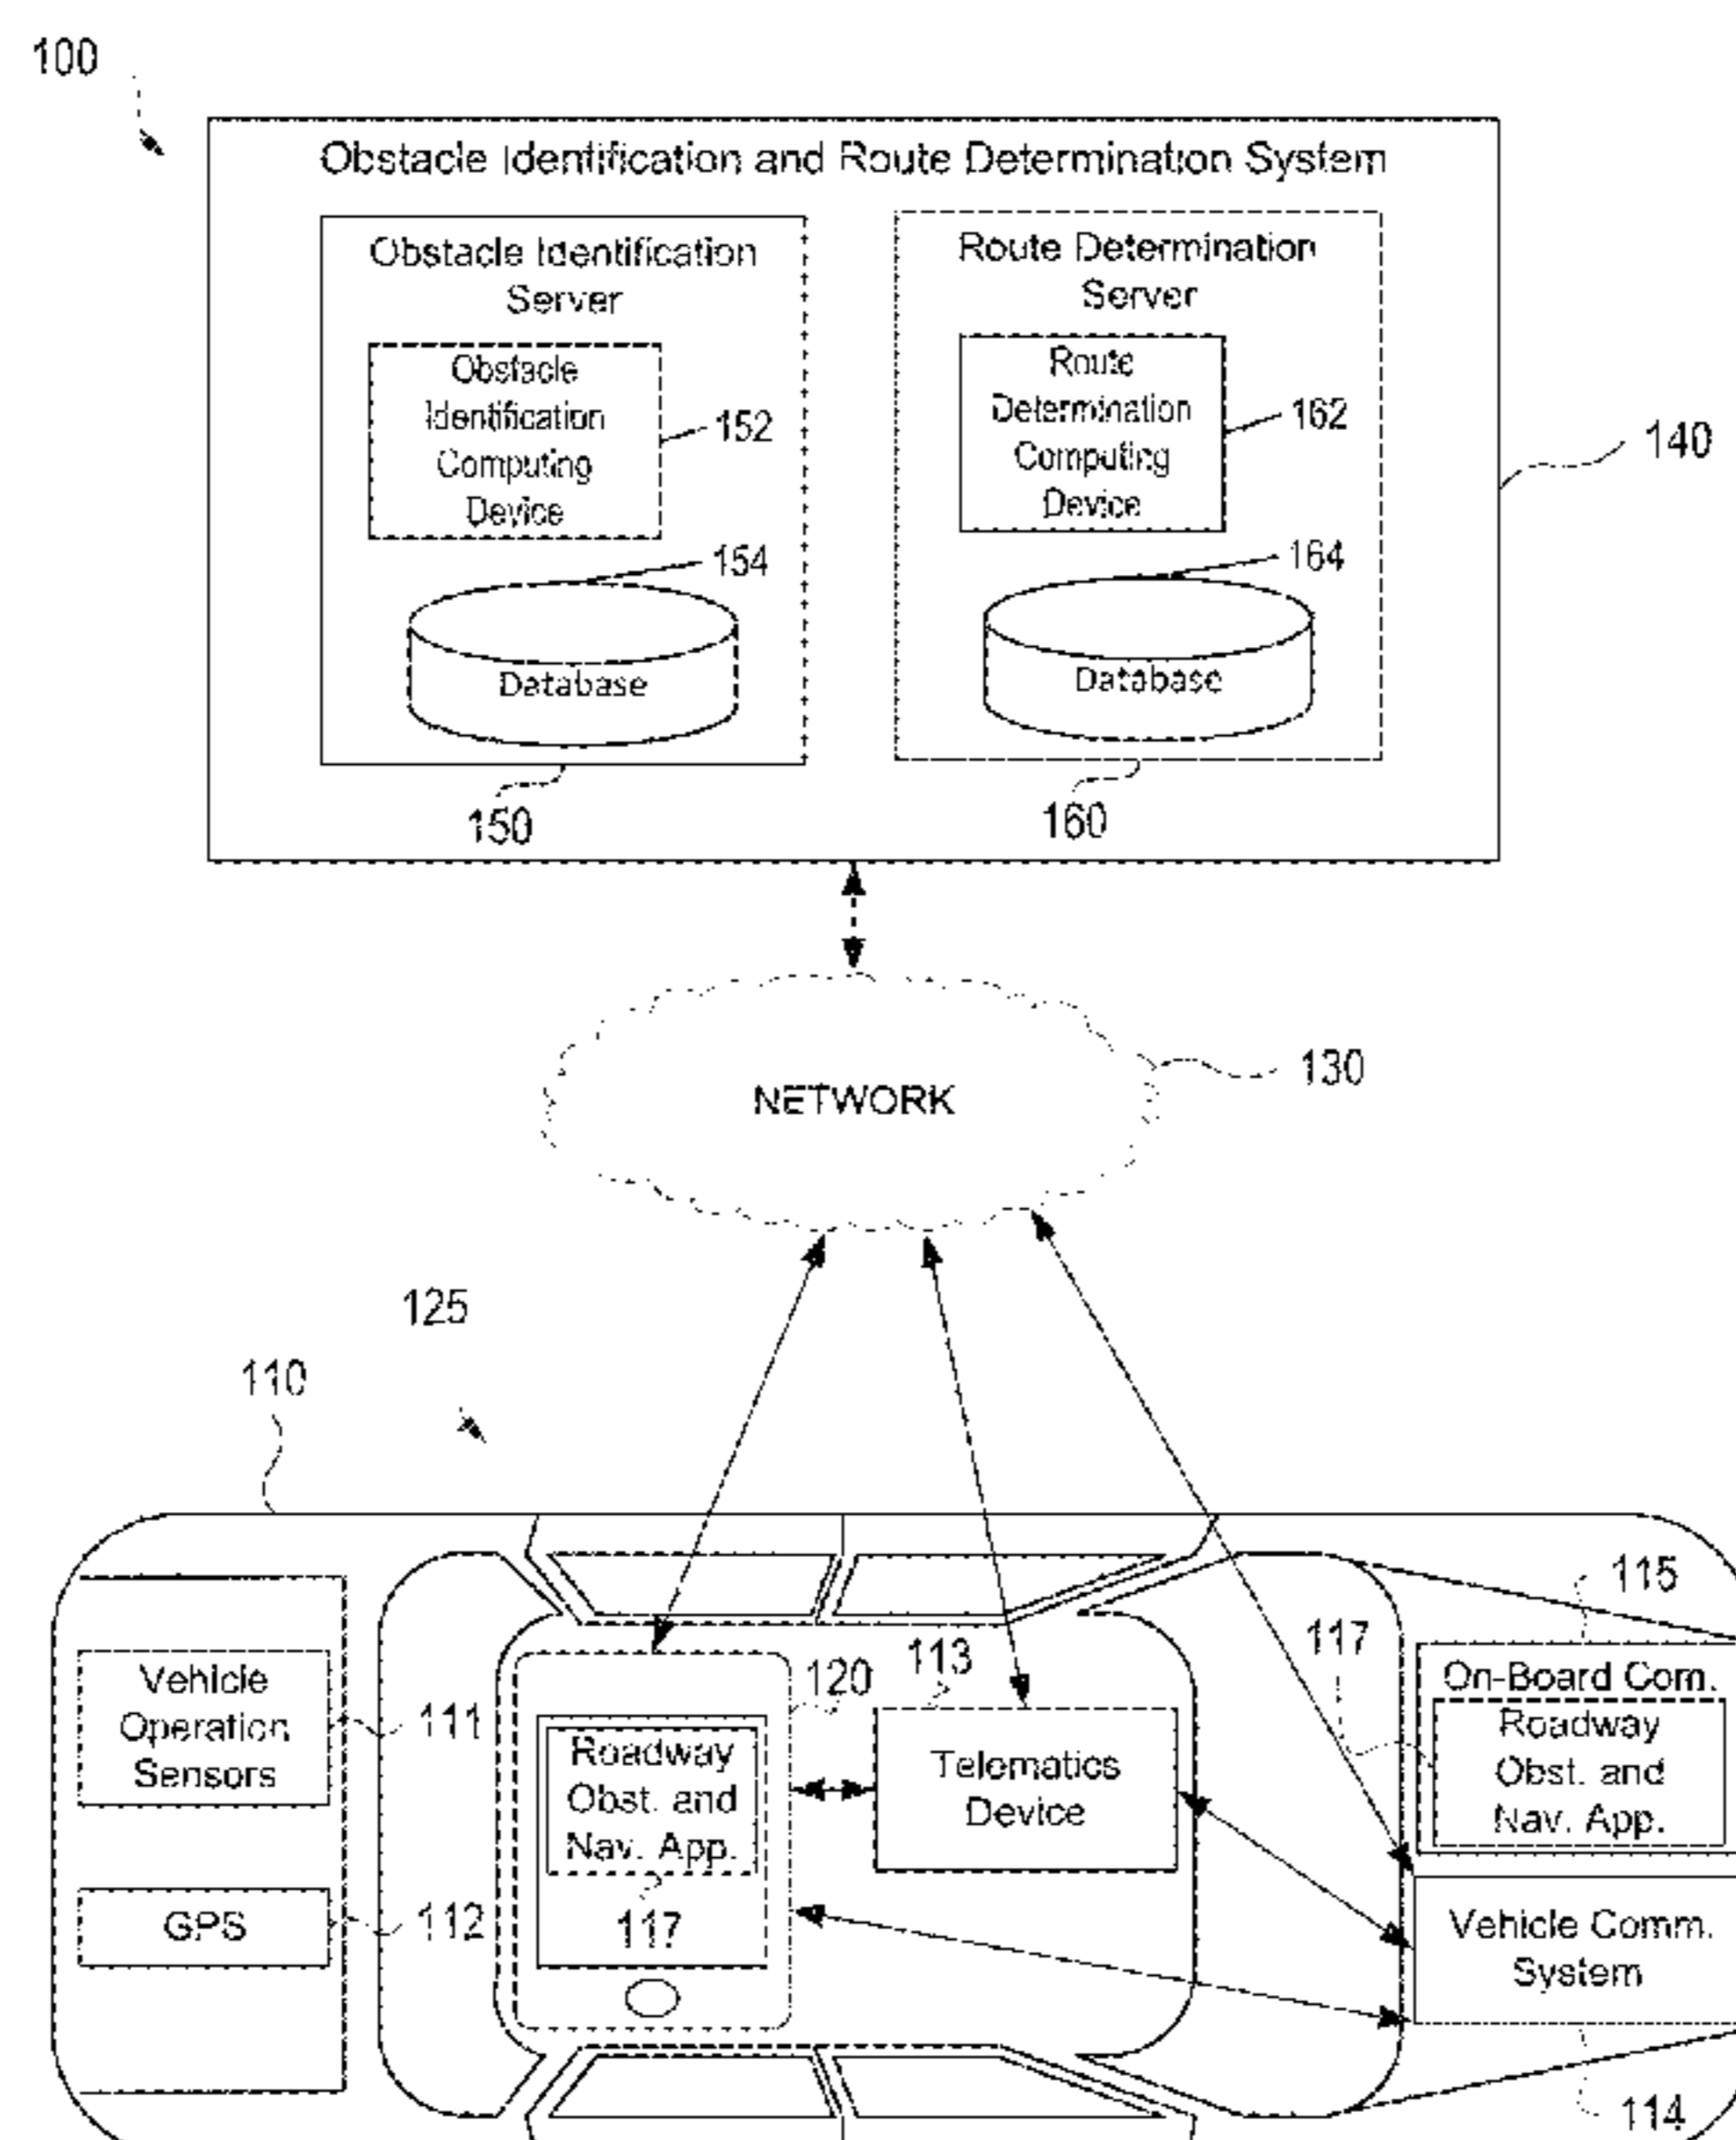 100
Obstacle Identification and Route Determination System
Obstacle Identification
Server
Obstacle
Identification
Computing
Device
152
154
Database
150
Route Determination
Server
Route
Determination
Computing
Device
162
164
Database
160
140
NETWORK
130
125
110
Vehicle
Operation
Sensors
111
GPS
112
Roadway
Obst. and
Nav. App.
117
120
113
Telematics
Device
117
115
On-Board Com.
Roadway
Obst. and
Nav. App.
Vehicle Comm.
System
114